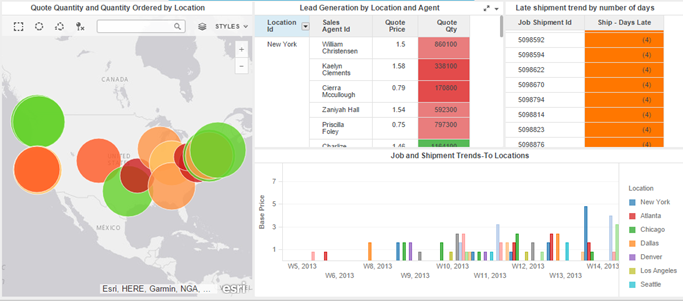 Quote Quantity and Quantity Ordered by Location
STYLES
CANADA
UNITED
MÉXICO
Esri, HERE, Garmin, NGA, ...
esri
Lead Generation by Location and Agent
Location Id
Sales Agent Id
Quote Price
Quote Qty
New York
William Christensen
1.5
860100
Kaelyn Clements
1.58
338100
Cierra Mccullough
0.79
170800
Zaniyah Hall
1.54
592300
Priscilla Foley
0.75
797300
Late shipment trend by number of days
Job Shipment Id
Ship - Days Late
5098592
(4)
5098594
(4)
5098622
(4)
5098670
(4)
5098794
(4)
5098814
(4)
5098823
(4)
5098876
(4)
Job and Shipment Trends-To Locations
Base Price
7
5
3
1
W5, 2013
W6, 2013
W8, 2013
W9, 2013
W10, 2013
W11, 2013
W12, 2013
W13, 2013
W14, 2013
Location
New York
Atlanta
Chicago
Dallas
Denver
Los Angeles
Seattle